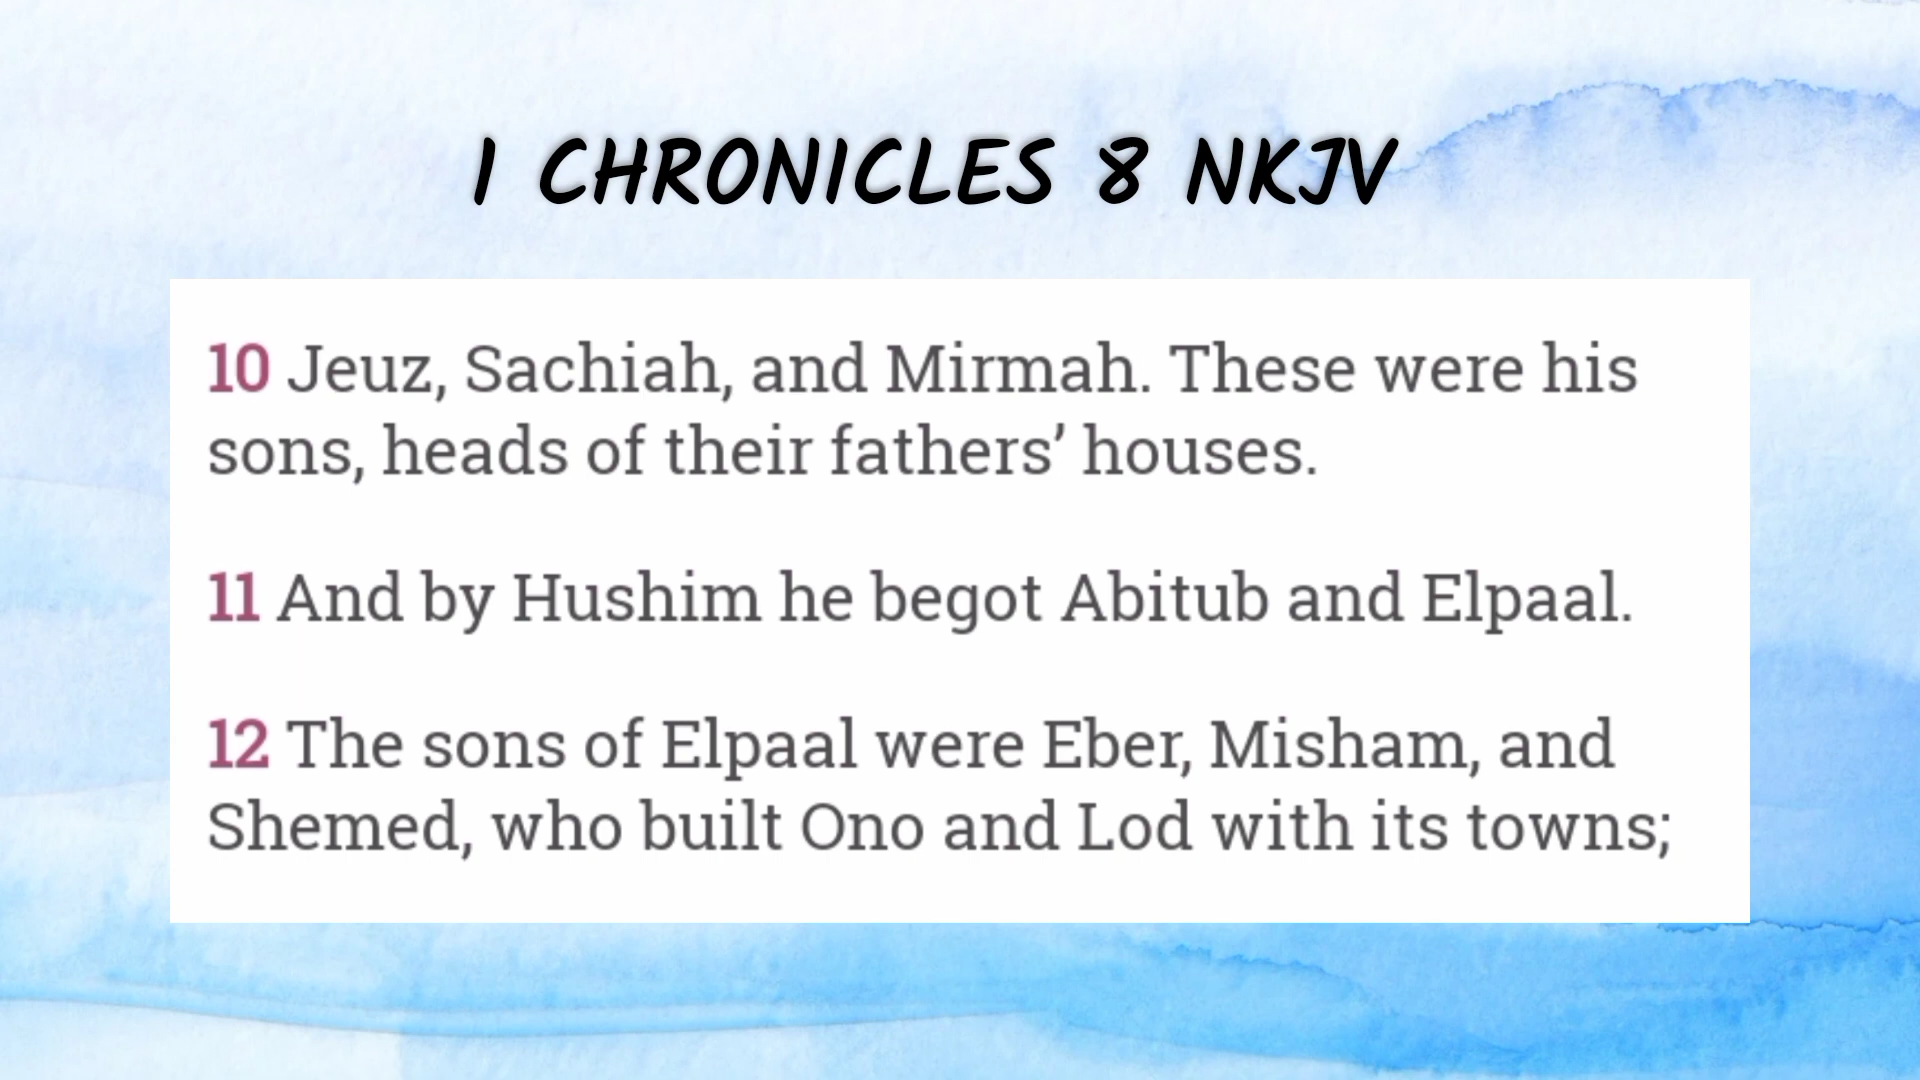 1 CHRONICLES 8 NKJV
10 Jeuz, Sachiah, and Mirmah. These were his
sons, heads of their fathers’ houses.
11 And by Hushim he begot Abitub and Elpaal.
12 The sons of Elpaal were Eber, Misham, and
Shemed, who built Ono and Lod with its towns;